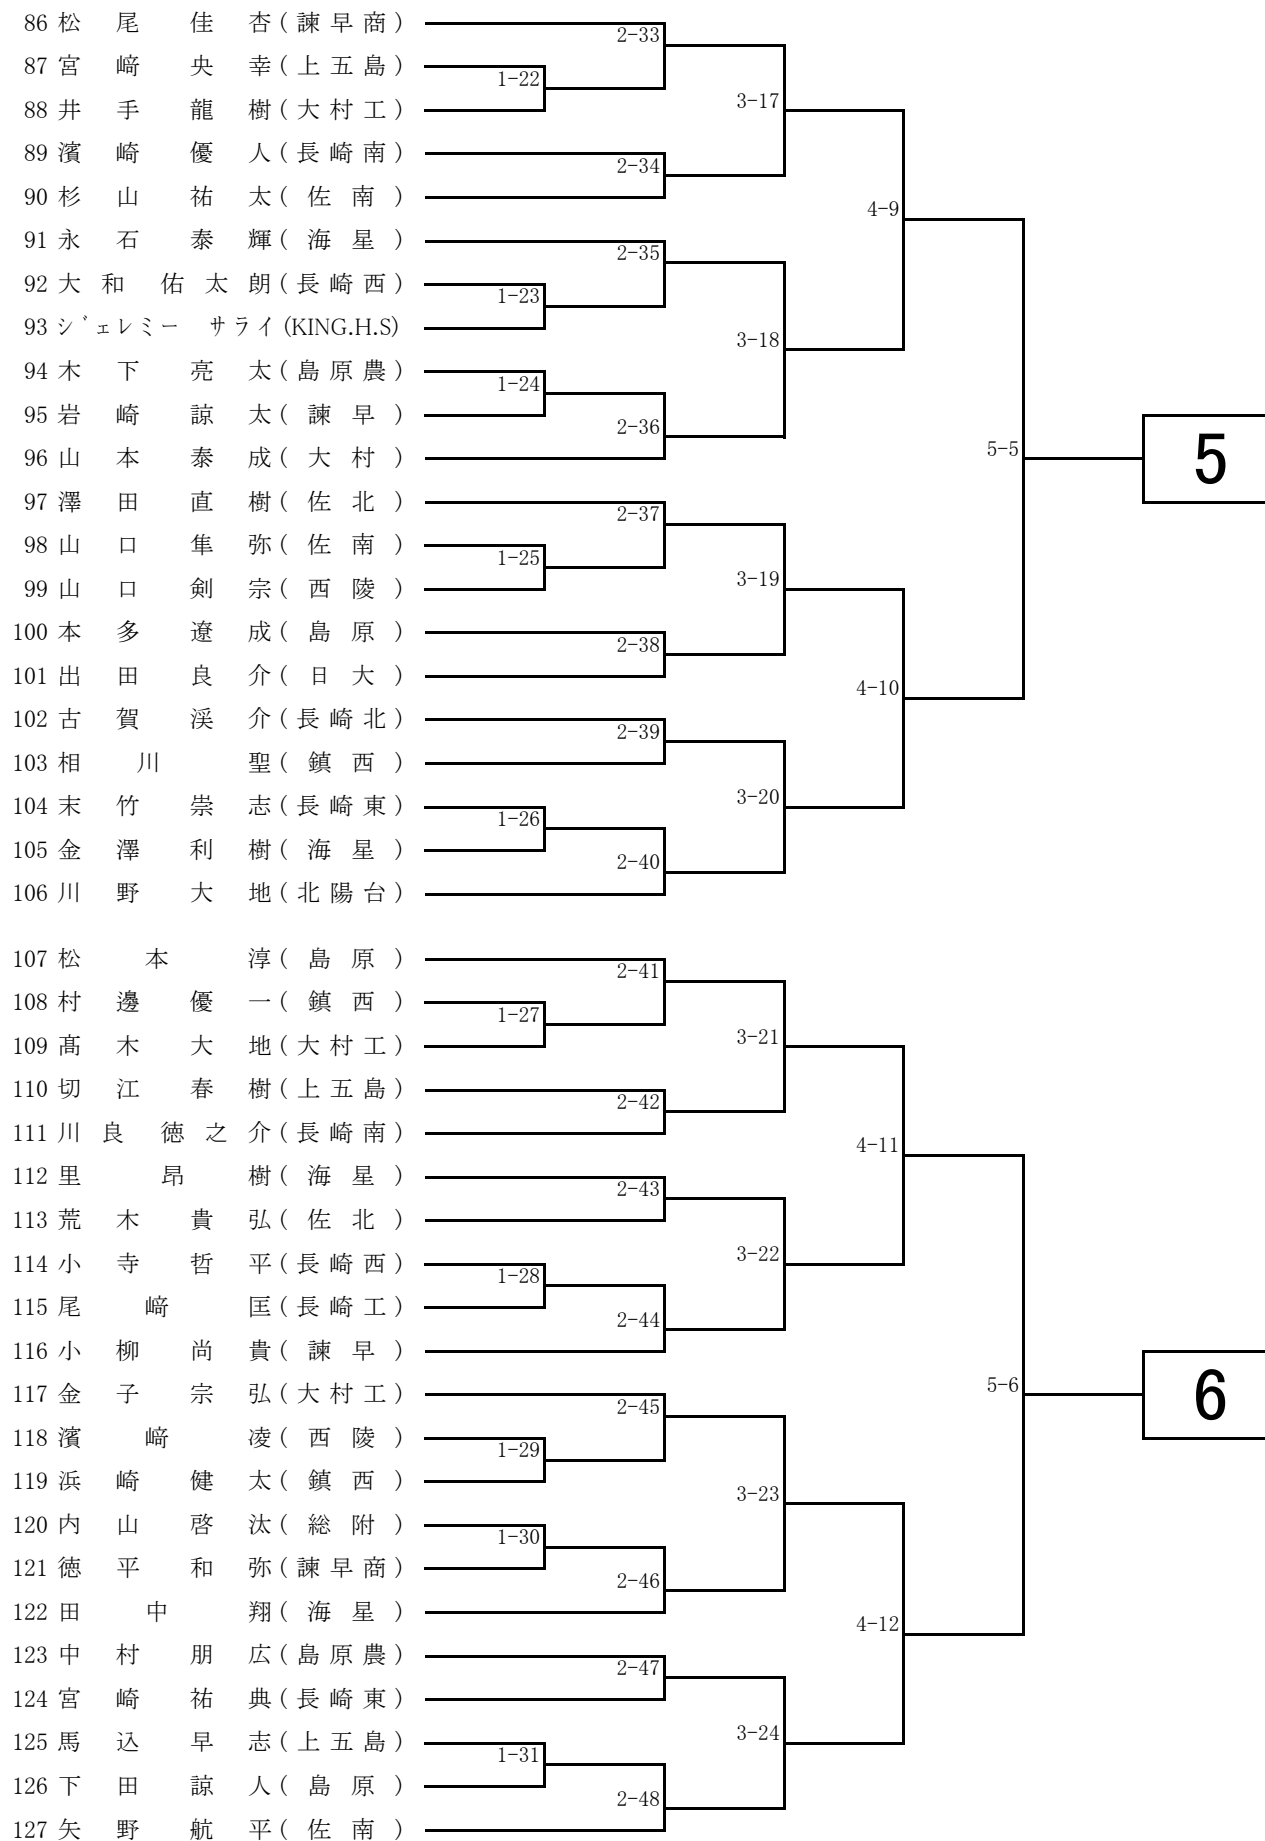 86 松尾佳杏(諫早商)
2-33
87 宮﨑央幸(上五島)
1-22
88 井手龍樹(大村工)
3-17
89 濱崎優人(長崎南)
2-34
90 杉山祐太(佐南)
4-9
91 永石泰輝(海星)
2-35
92 大和佑太朗(長崎西)
1-23
93 ジェレミー サライ(KING.H.S)
3-18
94 木下亮太(島原農)
1-24
95 岩崎諒太(諫早)
2-36
96 山本泰成(大村)
5-5
5
97 澤田直樹(佐北)
2-37
98 山口隼弥(佐南)
1-25
99 山口剣宗(西陵)
3-19
100 本多遼成(島原)
2-38
101 出田良介(日大)
4-10
102 古賀渓介(長崎北)
2-39
103 相川聖(鎮西)
3-20
104 末竹崇志(長崎東)
1-26
105 金澤利樹(海星)
2-40
106 川野大地(北陽台)
107 松本淳(島原)
2-41
108 村邊優一(鎮西)
1-27
109 髙木大地(大村工)
3-21
110 切江春樹(上五島)
2-42
111 川良徳之介(長崎南)
4-11
112 里昂樹(海星)
2-43
113 荒木貴弘(佐北)
3-22
114 小寺哲平(長崎西)
1-28
115 尾﨑匡(長崎工)
2-44
116 小柳尚貴(諫早)
5-6
6
117 金子宗弘(大村工)
2-45
118 濱﨑凌(西陵)
1-29
119 浜崎健太(鎮西)
3-23
120 内山啓汰(総附)
1-30
121 徳平和弥(諫早商)
2-46
122 田中翔(海星)
4-12
123 中村朋広(島原農)
2-47
124 宮崎祐典(長崎東)
3-24
125 馬込早志(上五島)
1-31
126 下田諒人(島原)
2-48
127 矢野航平(佐南)